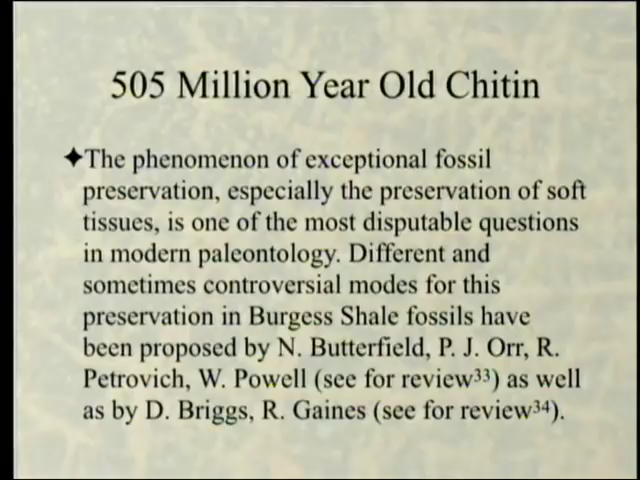 505 Million Year Old Chitin
✦The phenomenon of exceptional fossil
preservation, especially the preservation of soft
tissues, is one of the most disputable questions
in modern paleontology. Different and
sometimes controversial modes for this
preservation in Burgess Shale fossils have
been proposed by N. Butterfield, P. J. Orr, R.
Petrovich, W. Powell (see for review³³) as well
as by D. Briggs, R. Gaines (see for review³⁴).